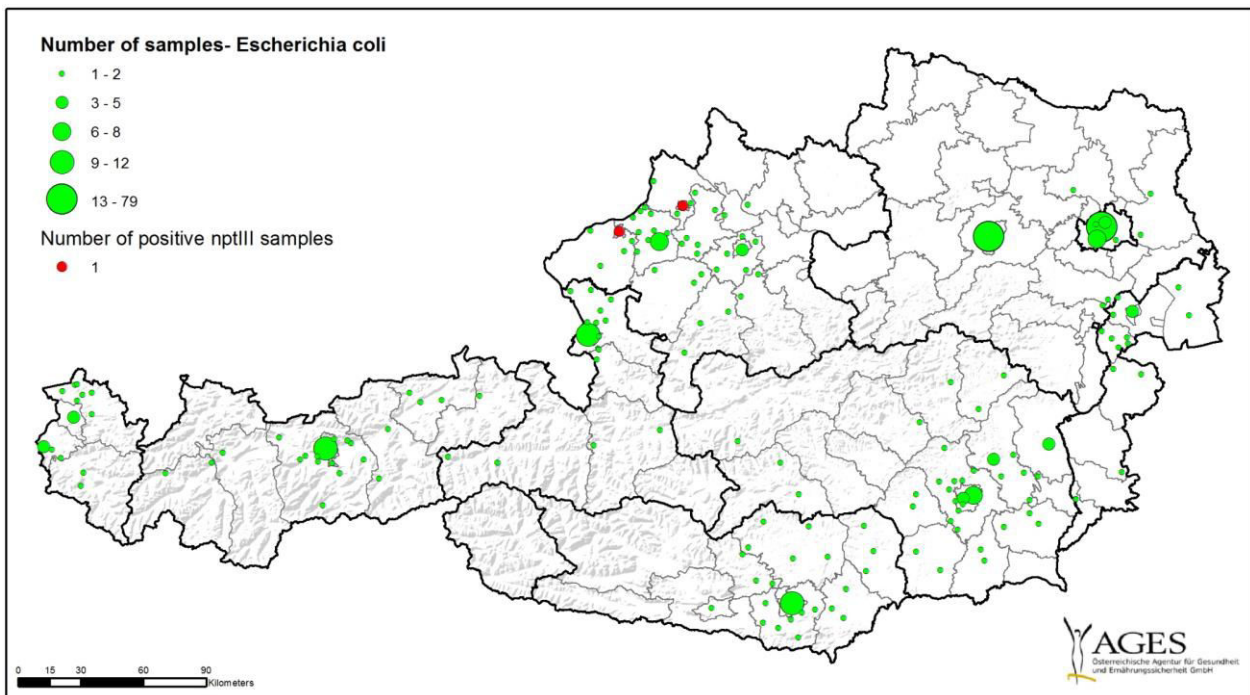 Number of samples- Escherichia coli
1 - 2
3 - 5
6 - 8
9 - 12
13 - 79
Number of positive nptIII samples
1
0 15 30 60 90
Kilometers
AGES
Österreichische Agentur für Gesundheit
und Ernährungssicherheit GmbH